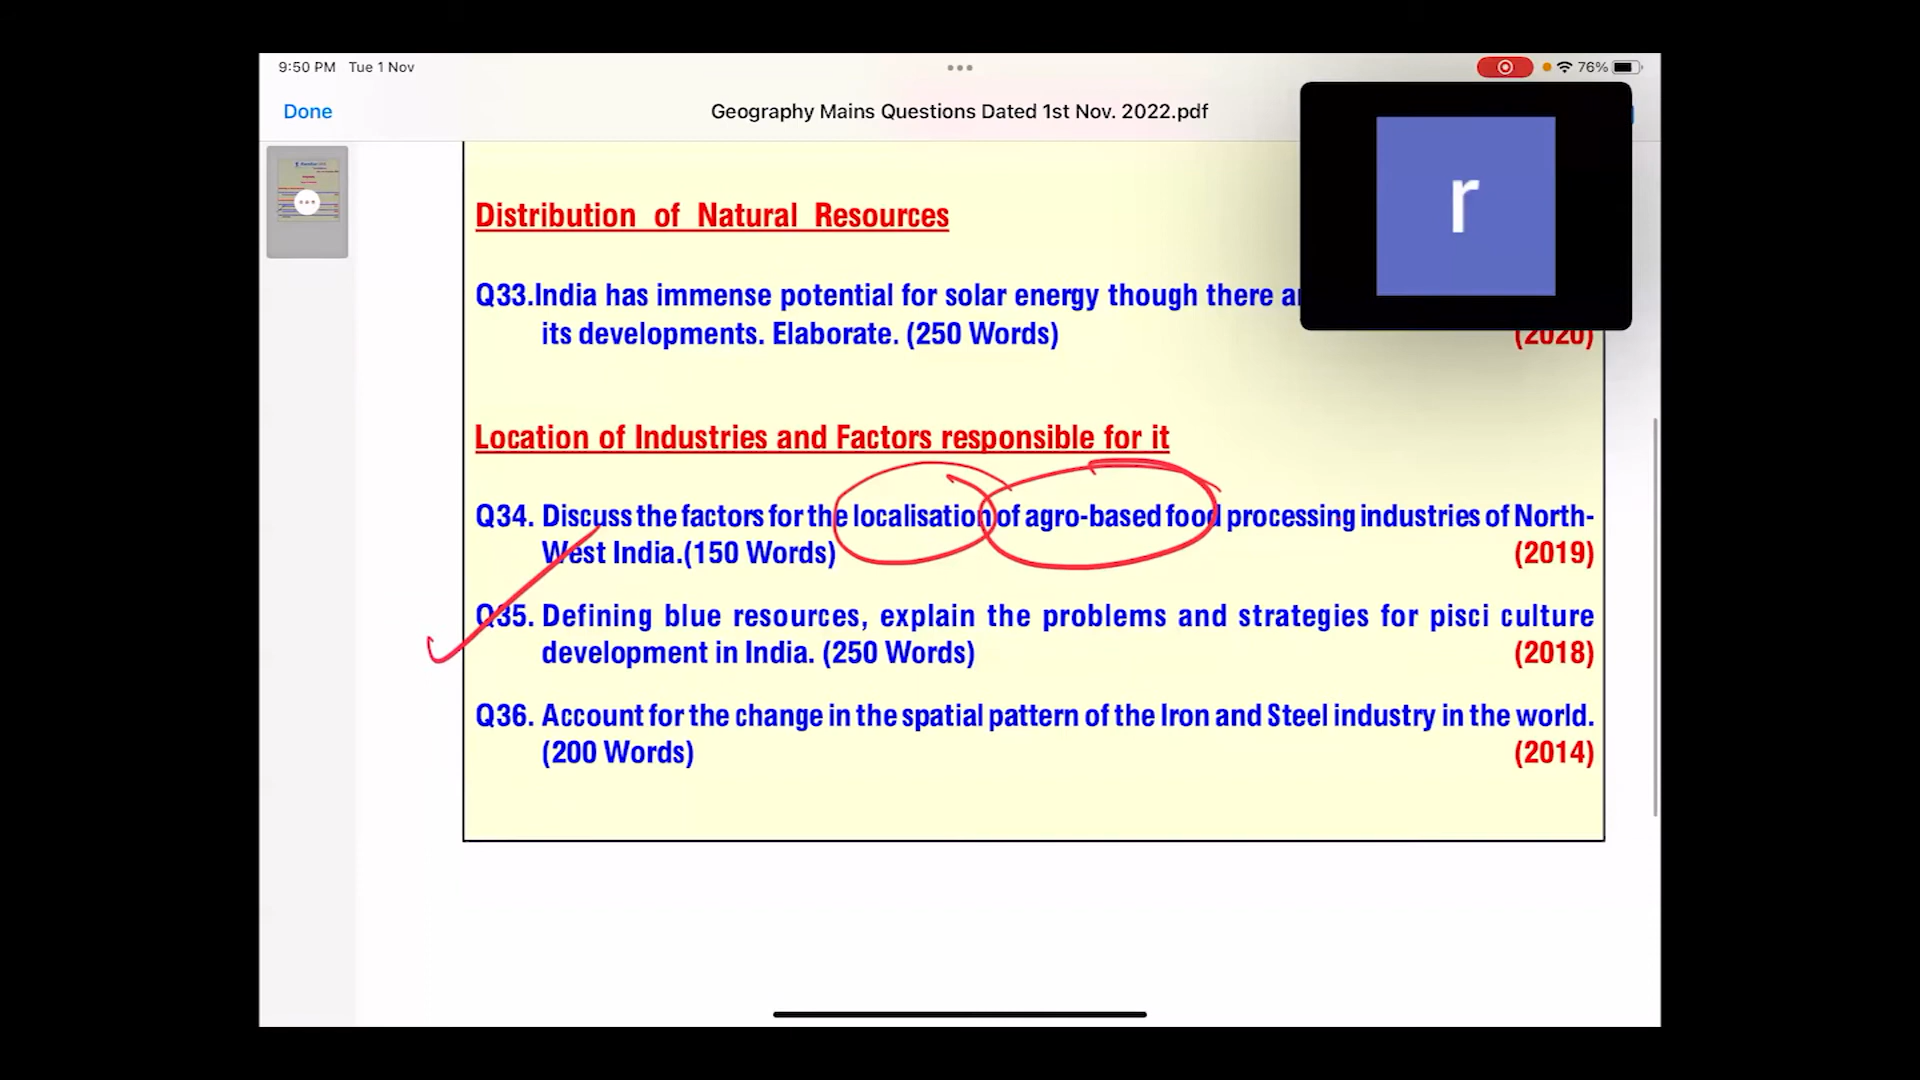 9:50 PM Tue 1 Nov
76%
Done
Geography Mains Questions Dated 1st Nov. 2022.pdf
r
Distribution of Natural Resources
Q33.India has immense potential for solar energy though there
its developments. Elaborate. (250 Words) (2020)
Location of Industries and Factors responsible for it
Q34. Discuss the factors for the localisation of agro-based food processing industries of North-
West India.(150 Words) (2019)
Q35. Defining blue resources, explain the problems and strategies for pisci culture
development in India. (250 Words) (2018)
Q36. Account for the change in the spatial pattern of the Iron and Steel industry in the world.
(200 Words) (2014)